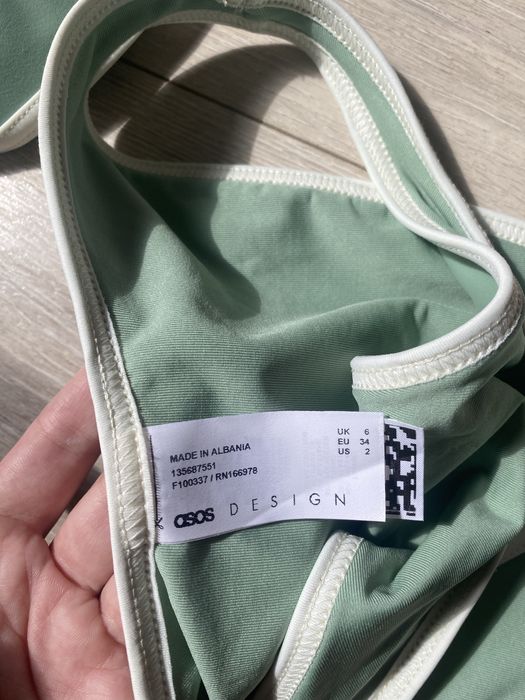 MADE IN ALBANIA
135687551
F100337 / RN166978
UK 6
EU 34
US 2
asos DESIGN